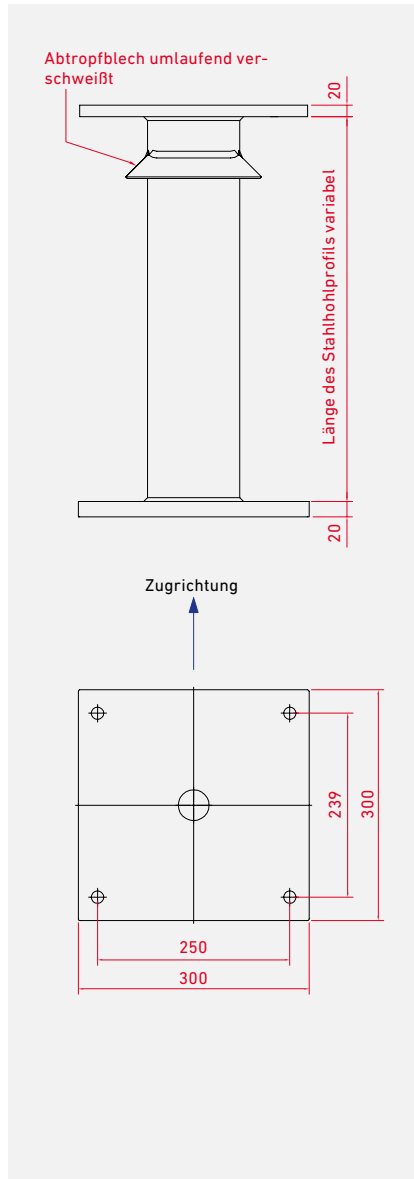 Abtropfblech umlaufend ver-
schweißt
20
Länge des Stahlhohlprofils variabel
20
Zugrichtung
239
300
250
300